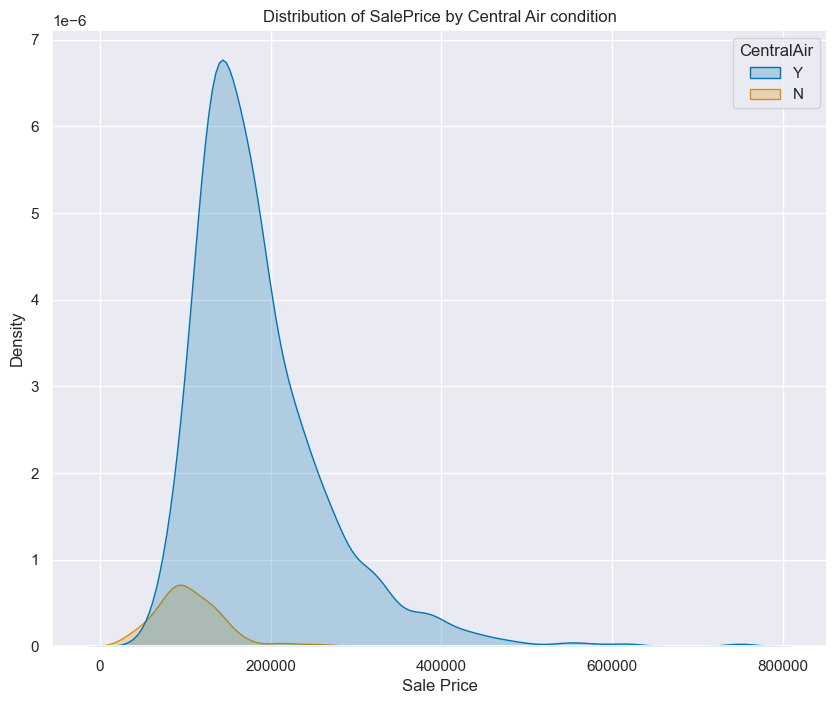 Distribution of SalePrice by Central Air condition
1e−6
CentralAir
Y
N
7
6
5
4
3
2
1
0
Density
0
200000
400000
600000
800000
Sale Price